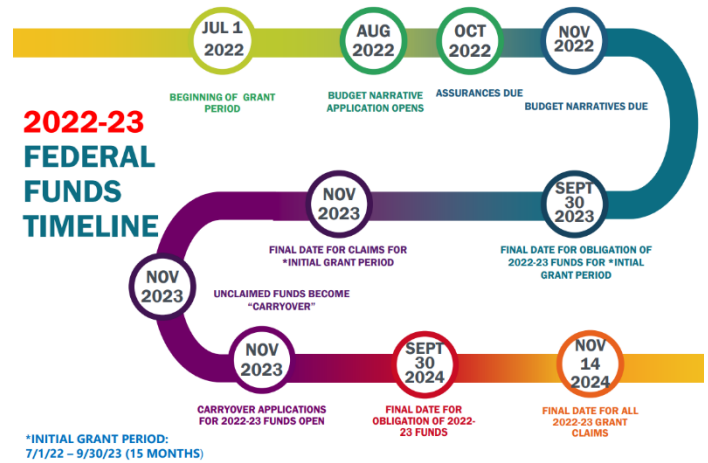 JUL 1
2022
AUG
2022
OCT
2022
NOV
2022
BEGINNING OF GRANT
PERIOD
BUDGET NARRATIVE
APPLICATION OPENS
ASSURANCES DUE
BUDGET NARRATIVES DUE
2022-23
FEDERAL
FUNDS
TIMELINE
NOV
2023
SEPT
30
2023
FINAL DATE FOR CLAIMS FOR
*INITIAL GRANT PERIOD
FINAL DATE FOR OBLIGATION OF
2022-23 FUNDS FOR *INTIAL
GRANT PERIOD
NOV
2023
UNCLAIMED FUNDS BECOME
“CARRYOVER”
NOV
2023
SEPT
30
2024
NOV
14
2024
CARRYOVER APPLICATIONS
FOR 2022-23 FUNDS OPEN
FINAL DATE FOR
OBLIGATION OF 2022-
23 FUNDS
FINAL DATE FOR ALL
2022-23 GRANT
CLAIMS
*INITIAL GRANT PERIOD:
7/1/22 – 9/30/23 (15 MONTHS)